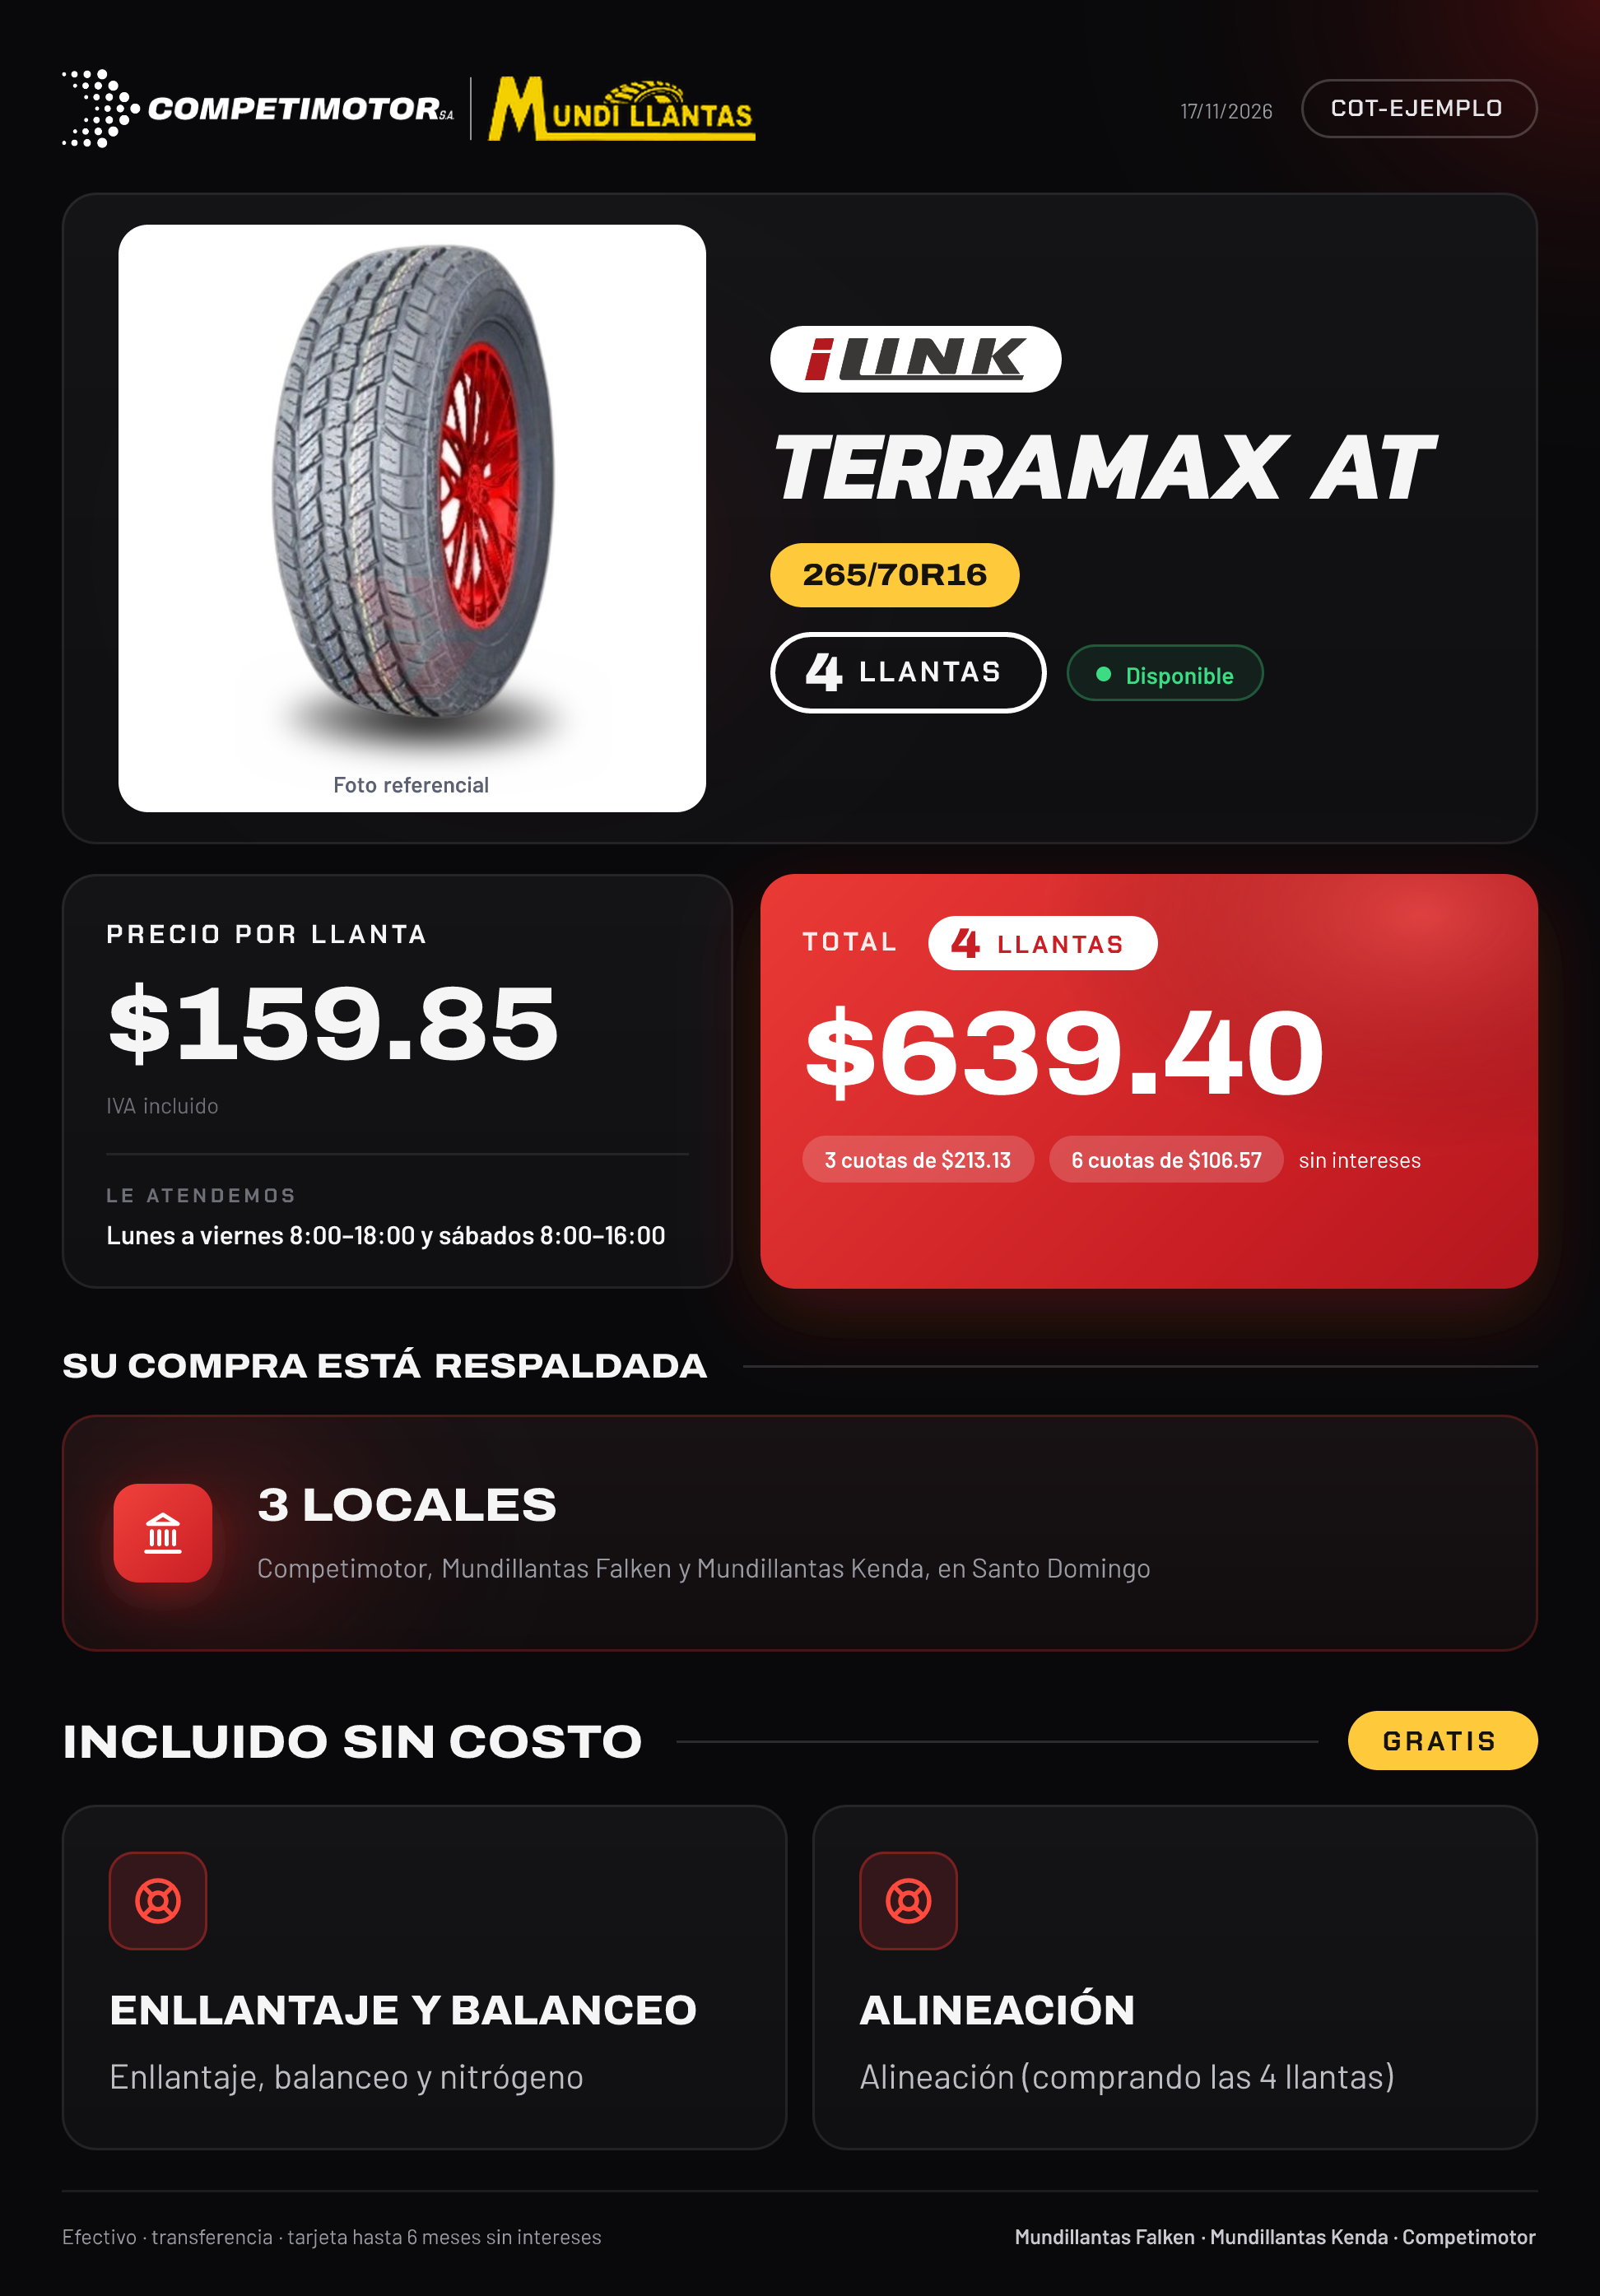 COMPETIMOTOR S.A. MUNDI LLANTAS
17/11/2026 COT-EJEMPLO
iLINK
TERRAMAX AT
265/70R16
4 LLANTAS Disponible
Foto referencial
PRECIO POR LLANTA
$159.85
IVA incluido
LE ATENDEMOS
Lunes a viernes 8:00–18:00 y sábados 8:00–16:00
TOTAL 4 LLANTAS
$639.40
3 cuotas de $213.13 6 cuotas de $106.57 sin intereses
SU COMPRA ESTÁ RESPALDADA
3 LOCALES
Competimotor, Mundillantas Falken y Mundillantas Kenda, en Santo Domingo
INCLUIDO SIN COSTO GRATIS
ENLLANTAJE Y BALANCEO
Enllantaje, balanceo y nitrógeno
ALINEACIÓN
Alineación (comprando las 4 llantas)
Efectivo · transferencia · tarjeta hasta 6 meses sin intereses
Mundillantas Falken · Mundillantas Kenda · Competimotor